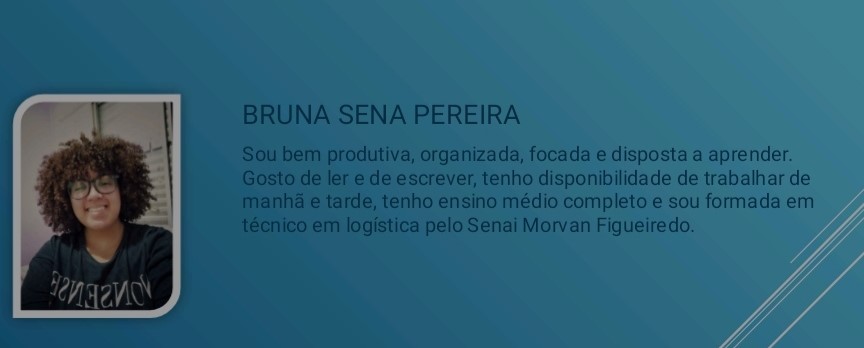 BRUNA SENA PEREIRA
Sou bem produtiva, organizada, focada e disposta a aprender.
Gosto de ler e de escrever, tenho disponibilidade de trabalhar de
manhã e tarde, tenho ensino médio completo e sou formada em
técnico em logística pelo Senai Morvan Figueiredo.
NONSENSE